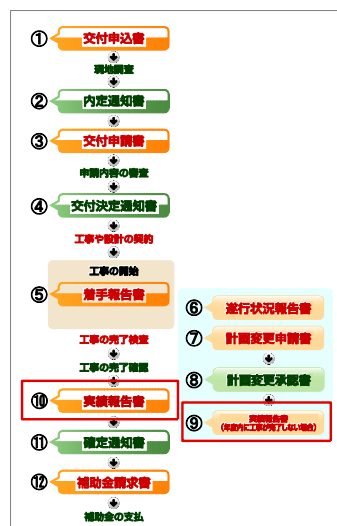 ① 交付申込書
現地調査
② 内定通知書
③ 交付申請書
申請内容の審査
④ 交付決定通知書
工事や設計の契約
工事の開始
⑤ 着手報告書
工事の完了検査
工事の完了確認
⑩ 実績報告書
⑪ 確定通知書
⑫ 補助金請求書
補助金の支払
⑥ 遂行状況報告書
⑦ 計画変更申請書
⑧ 計画変更承認書
⑨ 実績報告書
(年度内に工事が完了しない場合)